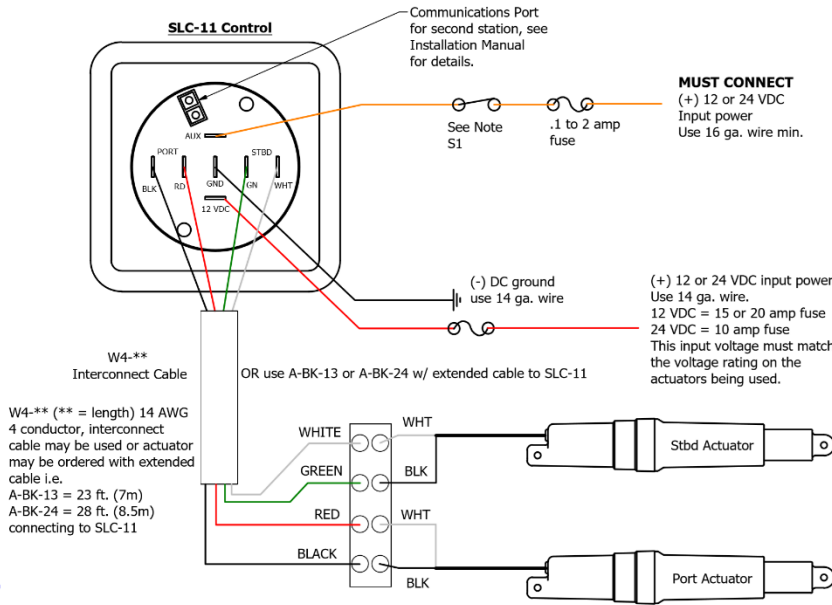 SLC-11 Control
Communications Port
for second station, see
Installation Manual
for details.
MUST CONNECT
(+) 12 or 24 VDC
Input power
Use 16 ga. wire min.
See Note
S1
.1 to 2 amp
fuse
AUX
PORT
STBD
BLK
RD
GND
GN
WHT
12 VDC
(-) DC ground
use 14 ga. wire
(+) 12 or 24 VDC input power
Use 14 ga. wire.
12 VDC = 15 or 20 amp fuse
24 VDC = 10 amp fuse
This input voltage must match
the voltage rating on the
actuators being used.
W4-**
Interconnect Cable
OR use A-BK-13 or A-BK-24 w/ extended cable to SLC-11
W4-** (** = length) 14 AWG
4 conductor, interconnect
cable may be used or actuator
may be ordered with extended
cable i.e.
A-BK-13 = 23 ft. (7m)
A-BK-24 = 28 ft. (8.5m)
connecting to SLC-11
WHITE
WHT
GREEN
BLK
Stbd Actuator
RED
WHT
BLACK
BLK
Port Actuator